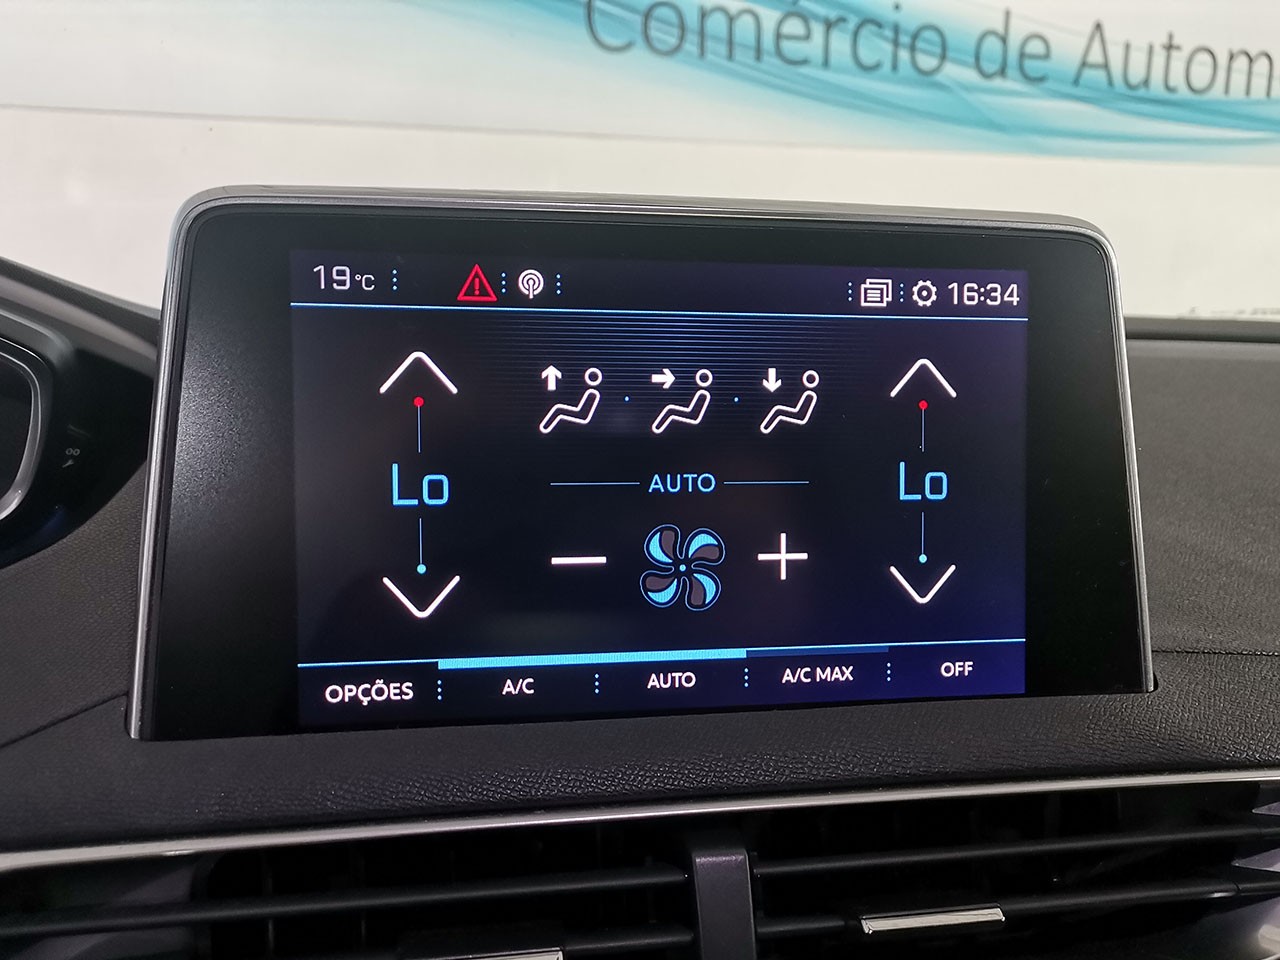 Comércio de Autom
19°C
16:34
Lo
Lo
AUTO
OPÇÕES
A/C
AUTO
A/C MAX
OFF